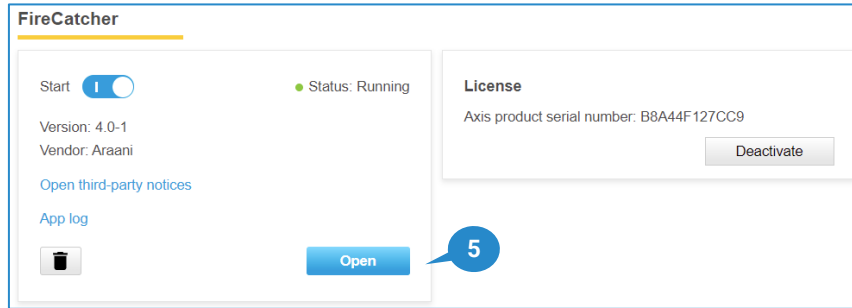 FireCatcher
Start
Status: Running
Version: 4.0-1
Vendor: Araani
Open third-party notices
App log
Open
5
License
Axis product serial number: B8A44F127CC9
Deactivate